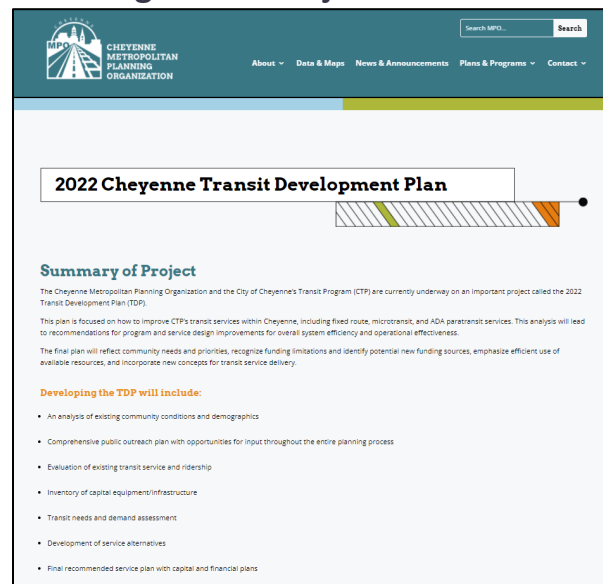 Search MPO...
Search
CHEYENNE
MPO
CHEYENNE
METROPOLITAN
PLANNING
ORGANIZATION
About
Data & Maps
News & Announcements
Plans & Programs
Contact
2022 Cheyenne Transit Development Plan
Summary of Project
The Cheyenne Metropolitan Planning Organization and the City of Cheyenne's Transit Program (CTP) are currently underway on an important project called the 2022
Transit Development Plan (TDP).
This plan is focused on how to improve CTP's transit services within Cheyenne, including fixed route, microtransit, and ADA paratransit services. This analysis will lead
to recommendations for program and service design improvements for overall system efficiency and operational effectiveness.
The final plan will reflect community needs and priorities, recognize funding limitations and identify potential new funding sources, emphasize efficient use of
available resources, and incorporate new concepts for transit service delivery.
Developing the TDP will include:
• An analysis of existing community conditions and demographics
• Comprehensive public outreach plan with opportunities for input throughout the entire planning process
• Evaluation of existing transit service and ridership
• Inventory of capital equipment/infrastructure
• Transit needs and demand assessment
• Development of service alternatives
• Final recommended service plan with capital and financial plans